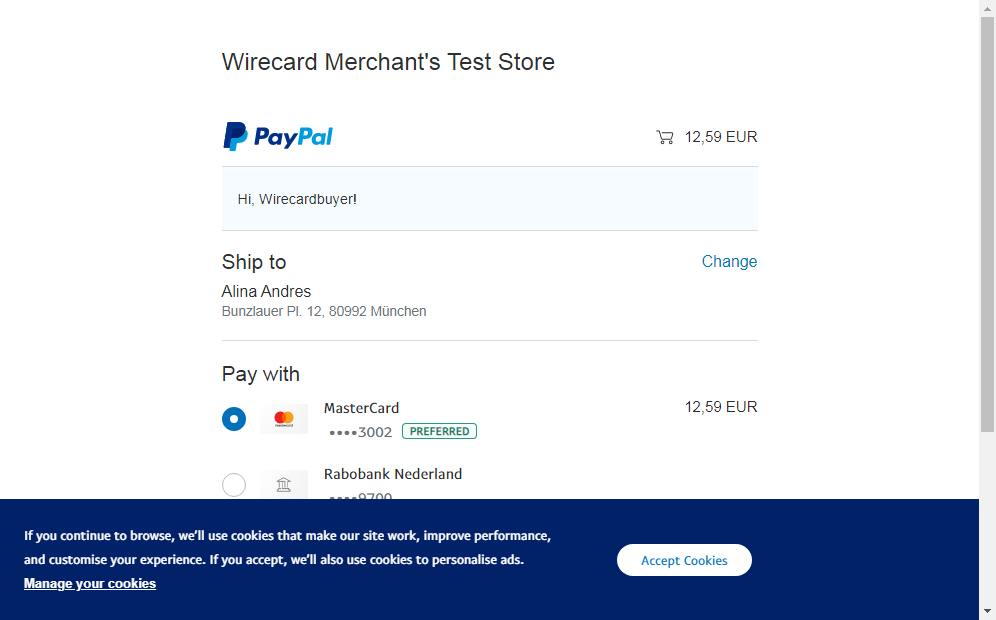 Wirecard Merchant's Test Store
PayPal
12,59 EUR
Hi, Wirecardbuyer!
Ship to
Change
Alina Andres
Bunzlauer Pl. 12, 80992 München
Pay with
MasterCard
12,59 EUR
••••3002
PREFERRED
Rabobank Nederland
••••9700
If you continue to browse, we’ll use cookies that make our site work, improve performance,
and customise your experience. If you accept, we’ll also use cookies to personalise ads.
Manage your cookies
Accept Cookies